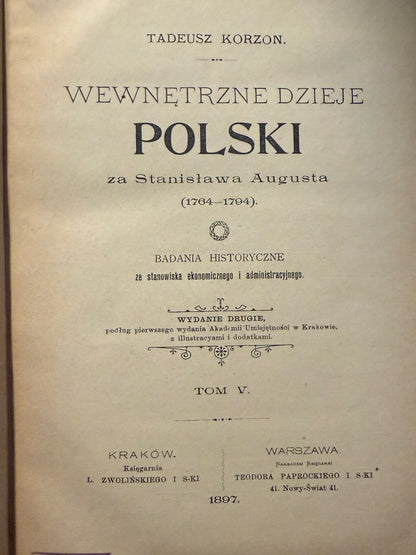 TADEUSZ KORZON.
WEWNĘTRZNE DZIEJE
POLSKI
za Stanisława Augusta
(1764—1794).
BADANIA HISTORYCZNE
ze stanowiska ekonomicznego i administracyjnego.
WYDANIE DRUGIE,
podług pierwszego wydania Akademii Umiejętności w Krakowie,
z illustracyami i dodatkami.
TOM V.
KRAKÓW.
Księgarnia
L. ZWOLIŃSKIEGO I S-KI
WARSZAWA.
NAKŁADEM KSIĘGARNI
TEODORA PAPROCKIEGO I S-KI
41. Nowy-Świat 41.
1897.